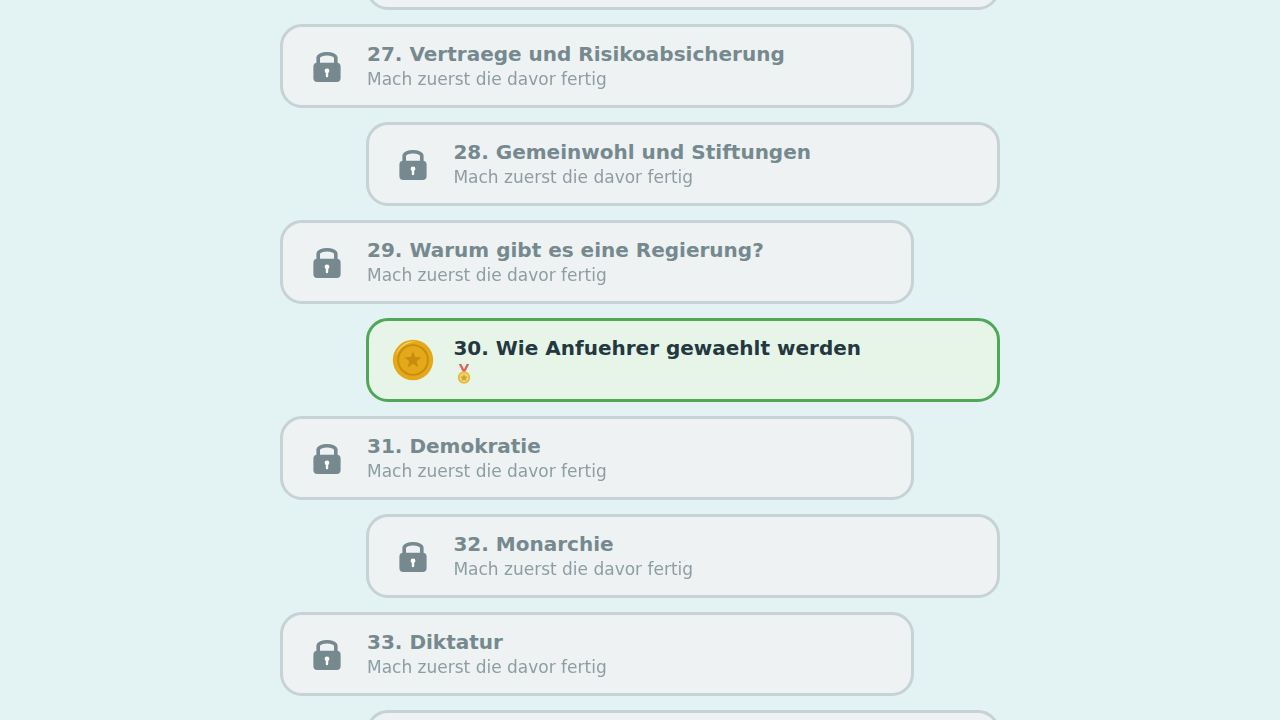 27. Vertraege und Risikoabsicherung
Mach zuerst die davor fertig
28. Gemeinwohl und Stiftungen
Mach zuerst die davor fertig
29. Warum gibt es eine Regierung?
Mach zuerst die davor fertig
30. Wie Anfuehrer gewaehlt werden
31. Demokratie
Mach zuerst die davor fertig
32. Monarchie
Mach zuerst die davor fertig
33. Diktatur
Mach zuerst die davor fertig